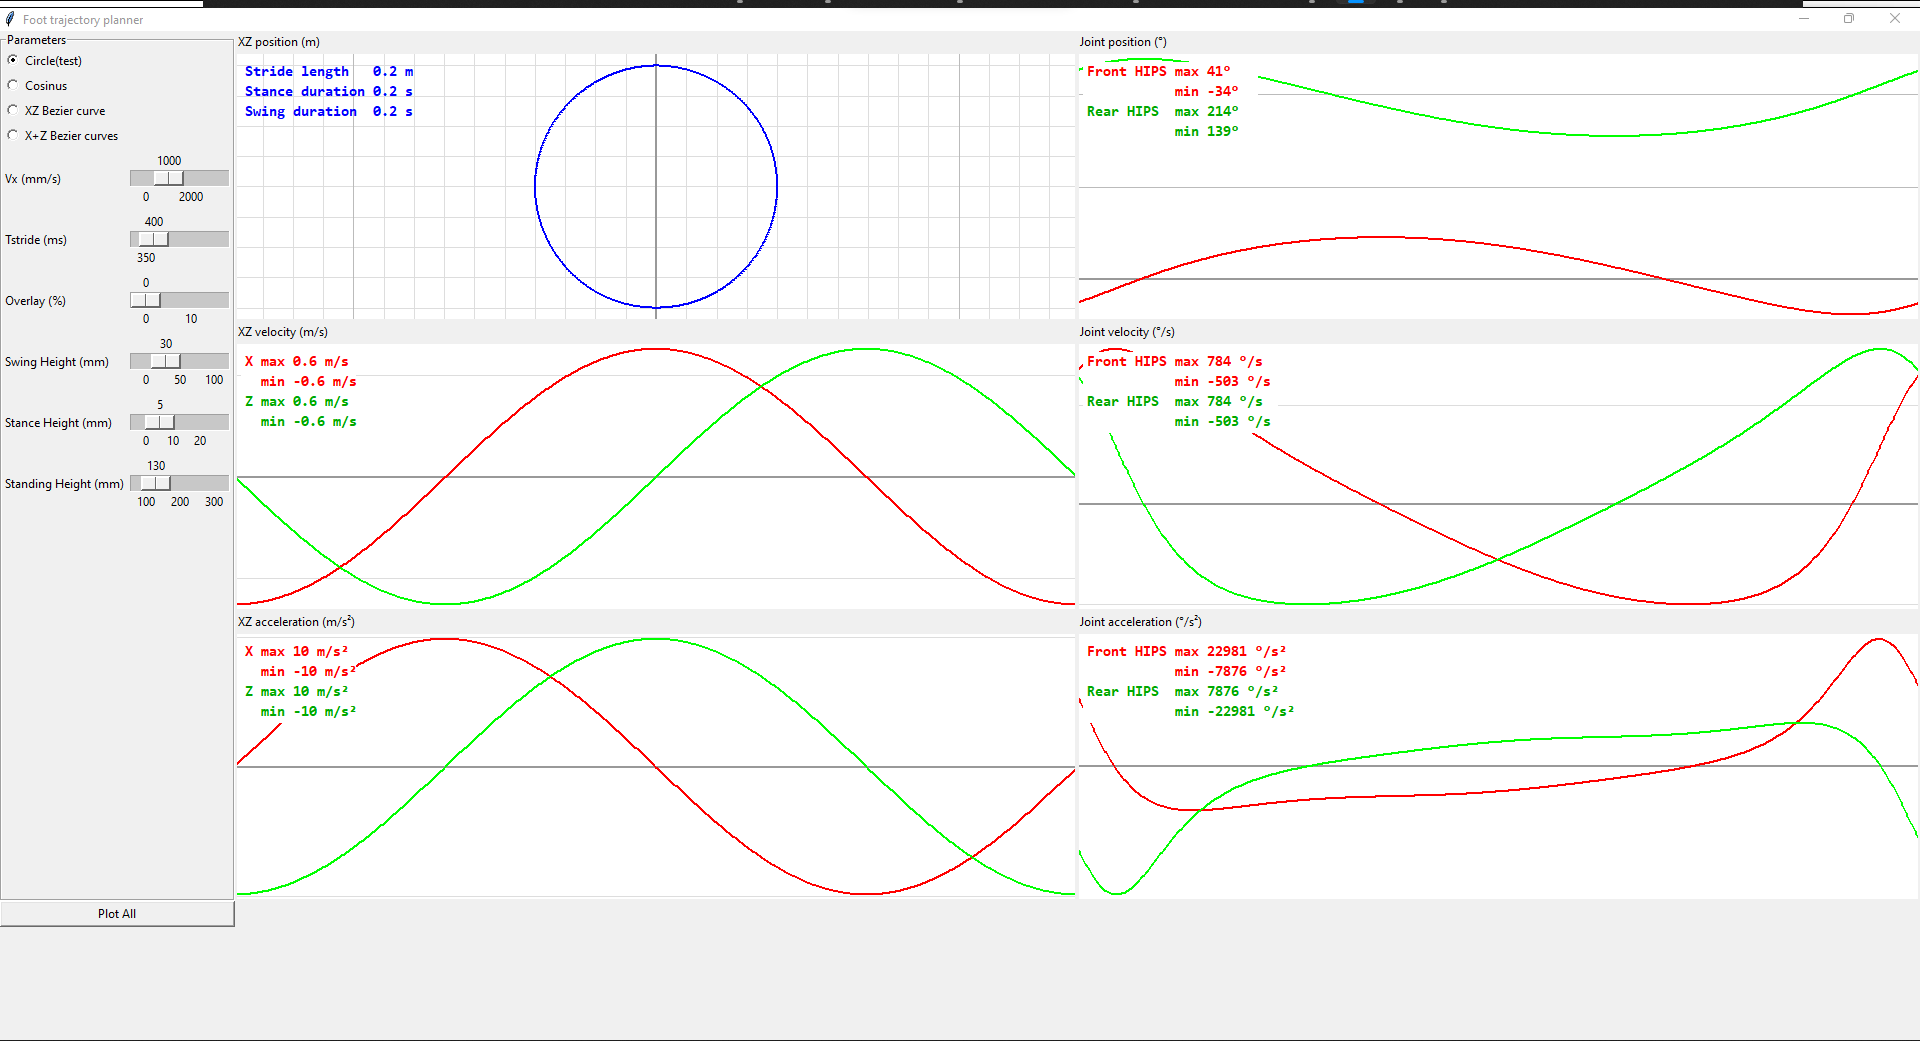 Foot trajectory planner
Parameters
Circle(test)
Cosinus
XZ Bezier curve
X+Z Bezier curves
1000
Vx (mm/s)
0 2000
400
Tstride (ms)
350
0
Overlay (%)
0 10
30
Swing Height (mm)
0 50 100
5
Stance Height (mm)
0 10 20
130
Standing Height (mm)
100 200 300
Plot All
XZ position (m)
Stride length 0.2 m
Stance duration 0.2 s
Swing duration 0.2 s
XZ velocity (m/s)
X max 0.6 m/s
min -0.6 m/s
Z max 0.6 m/s
min -0.6 m/s
XZ acceleration (m/s²)
X max 10 m/s²
min -10 m/s²
Z max 10 m/s²
min -10 m/s²
Joint position (°)
Front HIPS max 41º
min -34º
Rear HIPS max 214º
min 139º
Joint velocity (°/s)
Front HIPS max 784 º/s
min -503 º/s
Rear HIPS max 784 º/s
min -503 º/s
Joint acceleration (°/s²)
Front HIPS max 22981 º/s²
min -7876 º/s²
Rear HIPS max 7876 º/s²
min -22981 º/s²